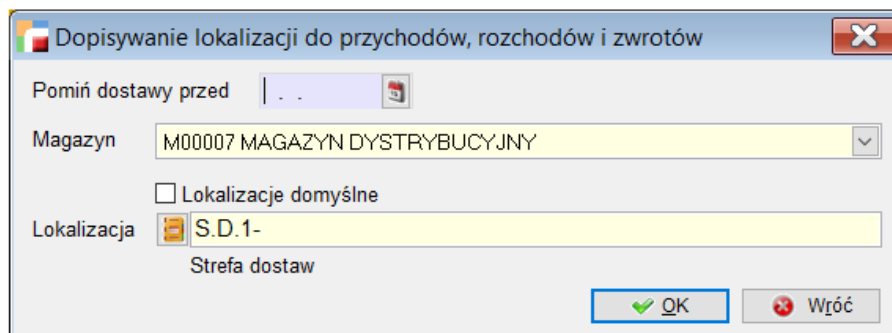 Dopisywanie lokalizacji do przychodów, rozchodów i zwrotów
Pomiń dostawy przed . .
Magazyn M00007 MAGAZYN DYSTRYBUCYJNY
Lokalizacje domyślne
Lokalizacja S.D.1-
Strefa dostaw
OK Wróć